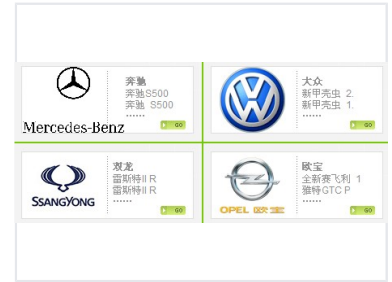 奔驰
奔驰S500
奔驰 S500
......
GO
Mercedes-Benz
大众
新甲壳虫 2.
新甲壳虫 1.
......
GO
双龙
雷斯特II R
雷斯特II R
......
GO
SSANGYONG
欧宝
全新赛飞利 1
雅特GTC P
......
GO
OPEL 欧宝